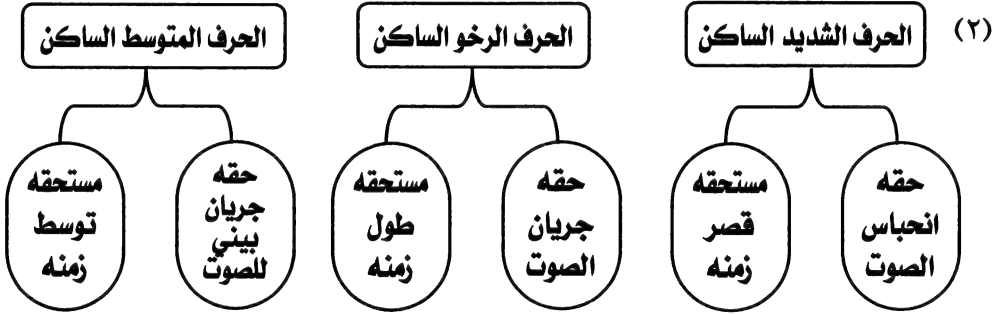 (٢)
الحرف الشديد الساكن
حقه
انحباس
الصوت
مستحقه
قصر
زمنه
الحرف الرخو الساكن
حقه
جريان
الصوت
مستحقه
طول
زمنه
الحرف المتوسط الساكن
حقه
جريان
بيني
للصوت
مستحقه
توسط
زمنه